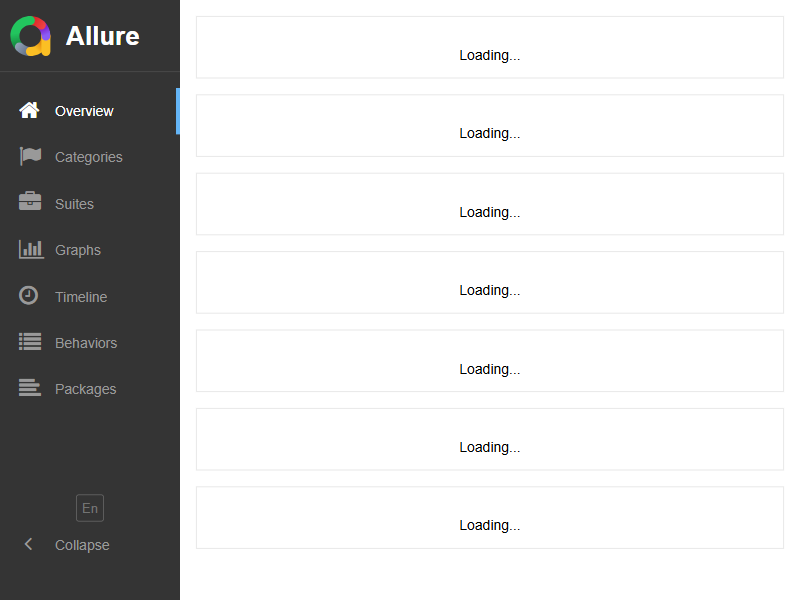 Allure
Overview
Categories
Suites
Graphs
Timeline
Behaviors
Packages
En
Collapse
Loading...
Loading...
Loading...
Loading...
Loading...
Loading...
Loading...